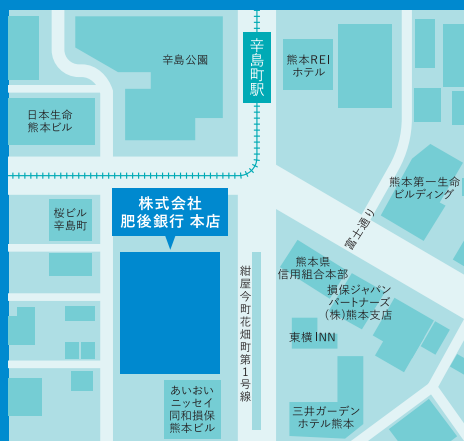 辛島公園
辛島町駅
熊本REI
ホテル
日本生命
熊本ビル
熊本第一生命
ビルディング
株式会社
肥後銀行 本店
桜ビル
辛島町
富士通り
熊本県
信用組合本部
紺屋今町花畑町第1号線
損保ジャパン
パートナーズ
(株)熊本支店
東横INN
あいおい
ニッセイ
同和損保
熊本ビル
三井ガーデン
ホテル熊本